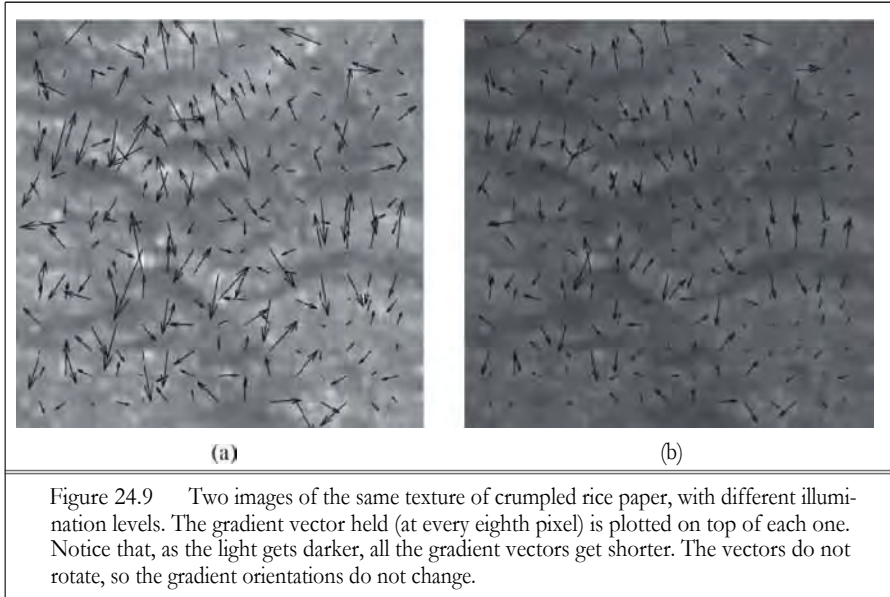 (a) (b)
Figure 24.9 Two images of the same texture of crumpled rice paper, with different illumi-
nation levels. The gradient vector held (at every eighth pixel) is plotted on top of each one.
Notice that, as the light gets darker, all the gradient vectors get shorter. The vectors do not
rotate, so the gradient orientations do not change.